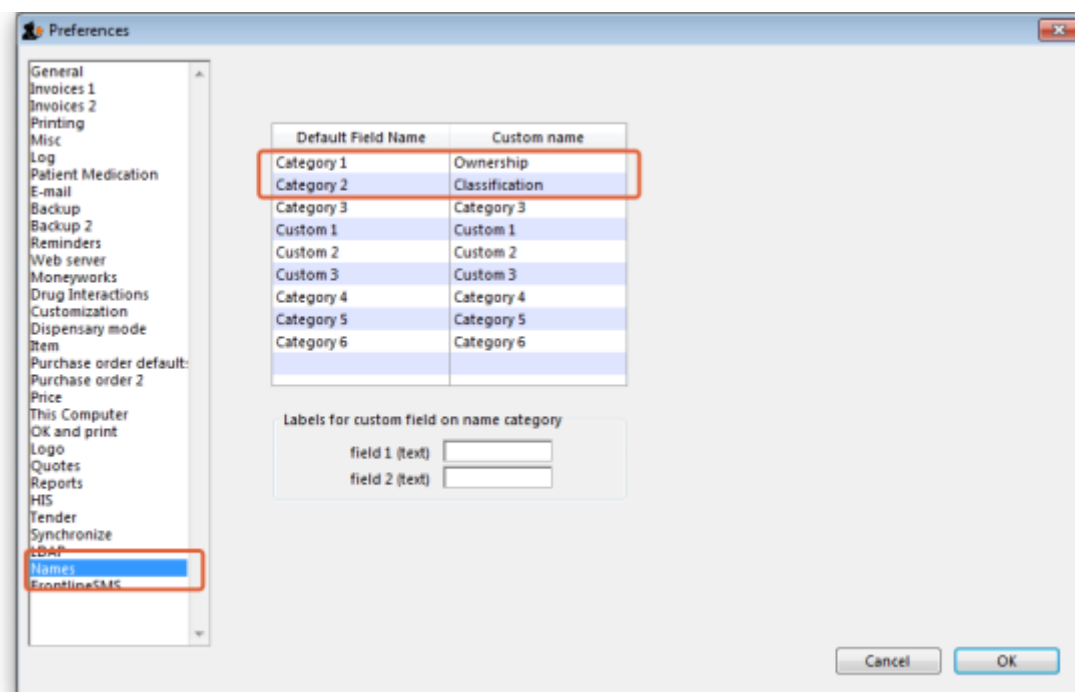 Preferences
General
Invoices 1
Invoices 2
Printing
Misc
Log
Patient Medication
E-mail
Backup
Backup 2
Reminders
Web server
Moneyworks
Drug Interactions
Customization
Dispensary mode
Item
Purchase order default:
Purchase order 2
Price
This Computer
OK and print
Logo
Quotes
Reports
HIS
Tender
Synchronize
LDAP
Names
FrontlineSMS
Default Field Name Custom name
Category 1 Ownership
Category 2 Classification
Category 3 Category 3
Custom 1 Custom 1
Custom 2 Custom 2
Custom 3 Custom 3
Category 4 Category 4
Category 5 Category 5
Category 6 Category 6
Labels for custom field on name category
field 1 (text)
field 2 (text)
Cancel OK